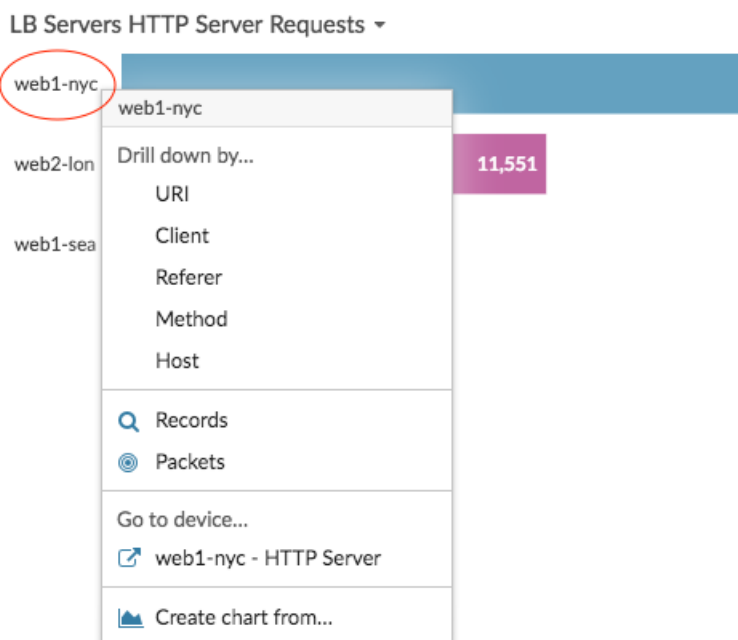 LB Servers HTTP Server Requests
web1-nyc
web1-nyc
Drill down by...
web2-lon
11,551
URI
Client
web1-sea
Referer
Method
Host
Records
Packets
Go to device...
web1-nyc - HTTP Server
Create chart from...